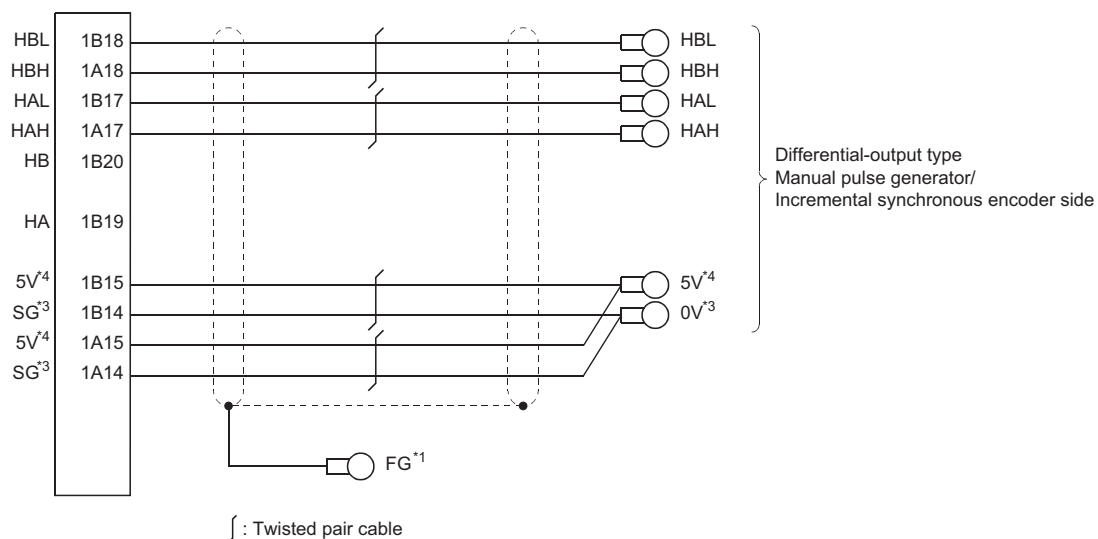 HBL 1B18 HBL
HBH 1A18 HBH
HAL 1B17 HAL
HAH 1A17 HAH
HB 1B20
Differential-output type
Manual pulse generator/
Incremental synchronous encoder side
HA 1B19
5V*4 1B15 5V*4
SG*3 1B14 0V*3
5V*4 1A15
SG*3 1A14
FG*1
: Twisted pair cable